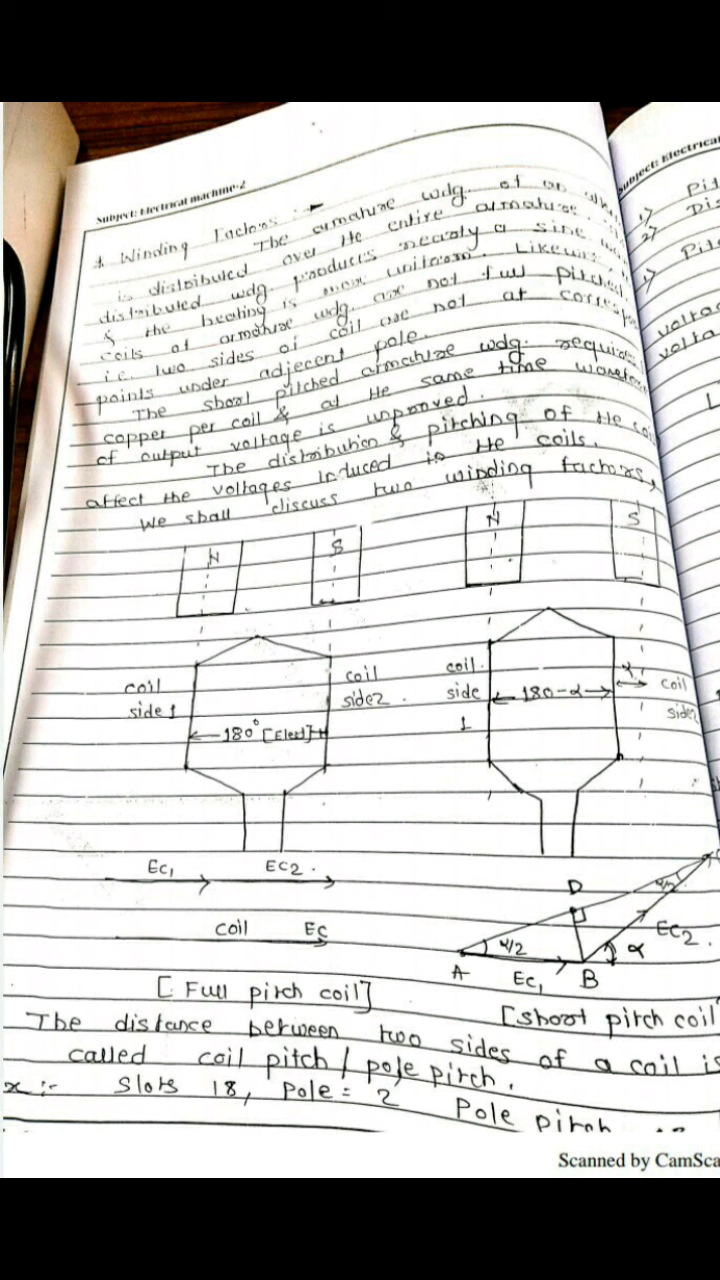 Subject: Electrical machine-2
* Winding Factors :-
The armature wdg. of an
is distributed over the entire armature.
distributed wdg. produces nearly a sine
& the heating is more uniform. Likewise,
coils of armature wdg. are not full pitched
i.e. two sides of coil are not at
points under adjecent pole.
The short pitched armature wdg. requires
copper per coil & at the same time
of output voltage is improved.
The distribution & pitching of the
affect the voltages induced in the coils.
We shall discuss two winding factors,
N S N S
coil side 1
180° [Elect]
coil side2.
coil side 1
180-α
α
coil side2
Ec1 Ec2.
coil Ec
A α/2 Ec1 B D α Ec2. α/2
[Full pitch coil]
[short pitch coil
The distance between two sides of a coil is
called coil pitch / pole pitch.
x:- Slots 18, Pole = 2 Pole pitch
Subject: Electrica
1)
2)
Scanned by CamSca